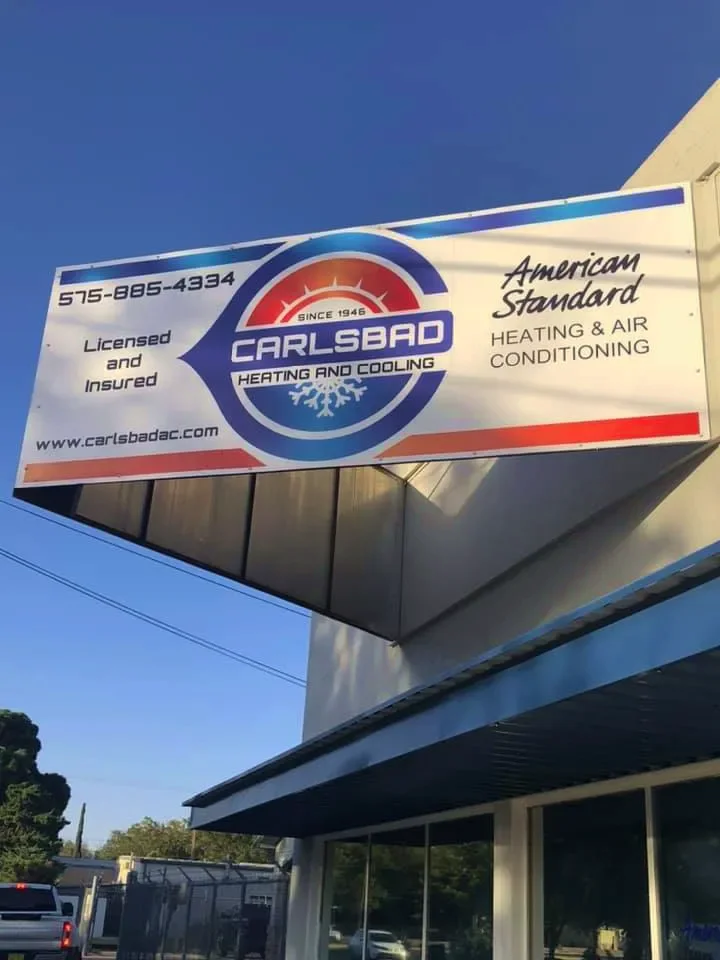 575-885-4334
Licensed
and
Insured
www.carlsbadac.com
SINCE 1946
CARLSBAD
HEATING AND COOLING
American
Standard
HEATING & AIR
CONDITIONING